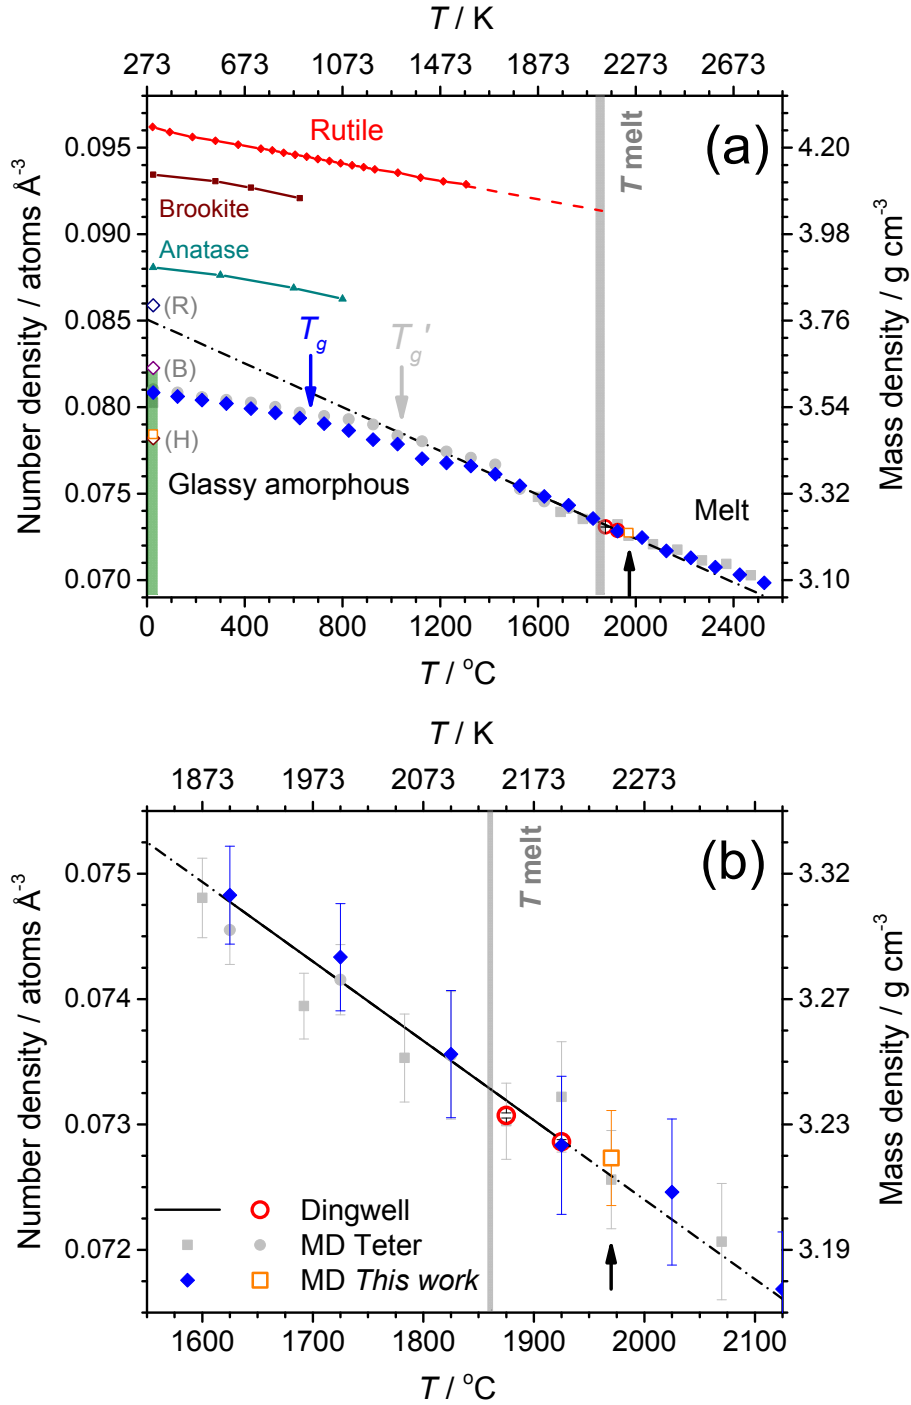 T / K
273 673 1073 1473 1873 2273 2673
(a)
Rutile
T melt
Brookite
Anatase
(R)
Tg
Tg'
(B)
(H)
Glassy amorphous
Melt
0.095
0.090
0.085
0.080
0.075
0.070
Number density / atoms Å-3
4.20
3.98
3.76
3.54
3.32
3.10
Mass density / g cm-3
0 400 800 1200 1600 2000 2400
T / oC
T / K
1873 1973 2073 2173 2273
(b)
T melt
0.075
0.074
0.073
0.072
Number density / atoms Å-3
3.32
3.27
3.23
3.19
Mass density / g cm-3
Dingwell
MD Teter
MD This work
1600 1700 1800 1900 2000 2100
T / oC